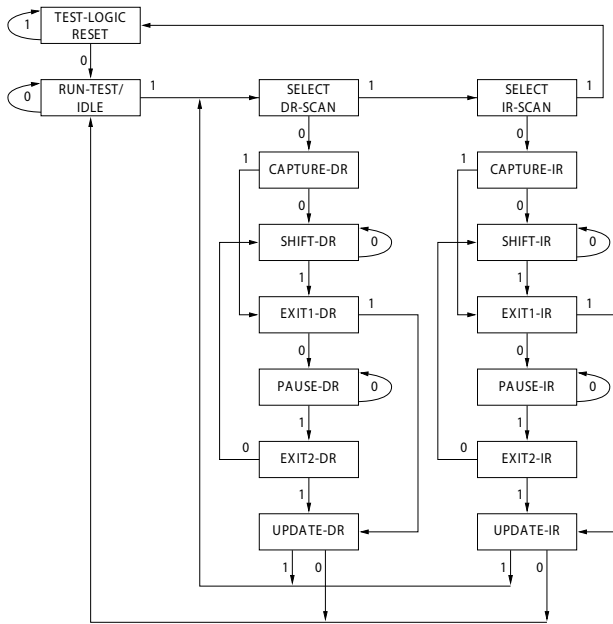 1
TEST-LOGIC
RESET
0
0
RUN-TEST/
IDLE
1
SELECT
DR-SCAN
1
SELECT
IR-SCAN
1
0
0
1
CAPTURE-DR
1
CAPTURE-IR
0
0
SHIFT-DR
0
SHIFT-IR
0
1
1
EXIT1-DR
1
EXIT1-IR
1
0
0
PAUSE-DR
0
PAUSE-IR
0
1
1
0
EXIT2-DR
0
EXIT2-IR
1
1
UPDATE-DR
UPDATE-IR
1
0
1
0